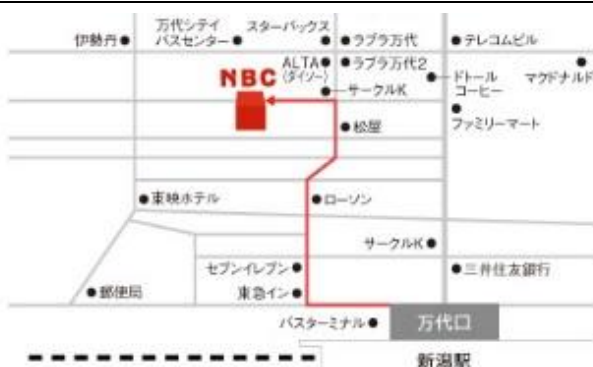 伊勢丹
万代シテイ
バスセンター
スターバックス
ラブラ万代
テレコムビル
ALTA
(ダイソー)
ラブラ万代2
ドトール
コーヒー
マクドナルド
NBC
サークルK
松屋
ファミリーマート
東映ホテル
ローソン
サークルK
セブンイレブン
三井住友銀行
郵便局
東急イン
バスターミナル
万代口
新潟駅